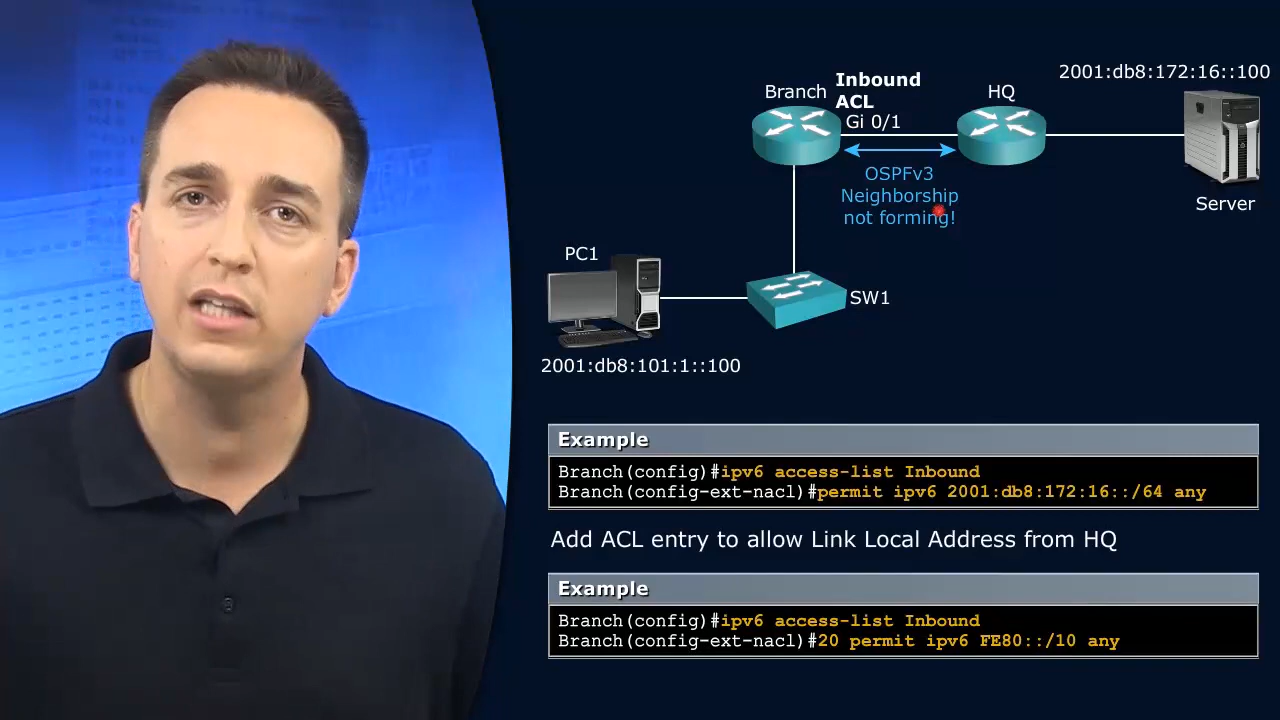 2001:db8:172:16::100
Branch
Inbound
ACL
HQ
Gi 0/1
OSPFv3
Neighborship
not forming!
Server
PC1
SW1
2001:db8:101:1::100
Example
Branch(config)#ipv6 access-list Inbound
Branch(config-ext-nacl)#permit ipv6 2001:db8:172:16::/64 any
Add ACL entry to allow Link Local Address from HQ
Example
Branch(config)#ipv6 access-list Inbound
Branch(config-ext-nacl)#20 permit ipv6 FE80::/10 any